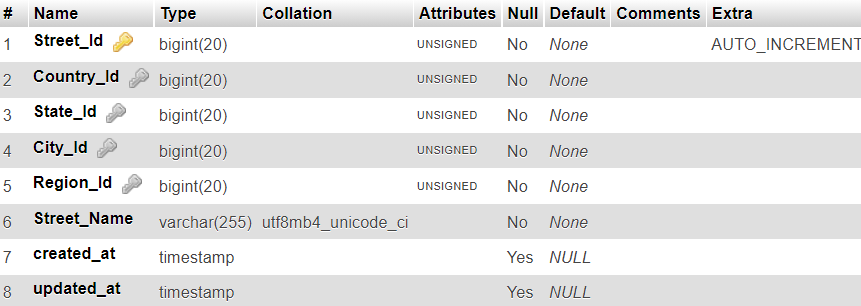 # Name Type Collation Attributes Null Default Comments Extra
1 Street_Id bigint(20) UNSIGNED No None AUTO_INCREMENT
2 Country_Id bigint(20) UNSIGNED No None
3 State_Id bigint(20) UNSIGNED No None
4 City_Id bigint(20) UNSIGNED No None
5 Region_Id bigint(20) UNSIGNED No None
6 Street_Name varchar(255) utf8mb4_unicode_ci No None
7 created_at timestamp Yes NULL
8 updated_at timestamp Yes NULL